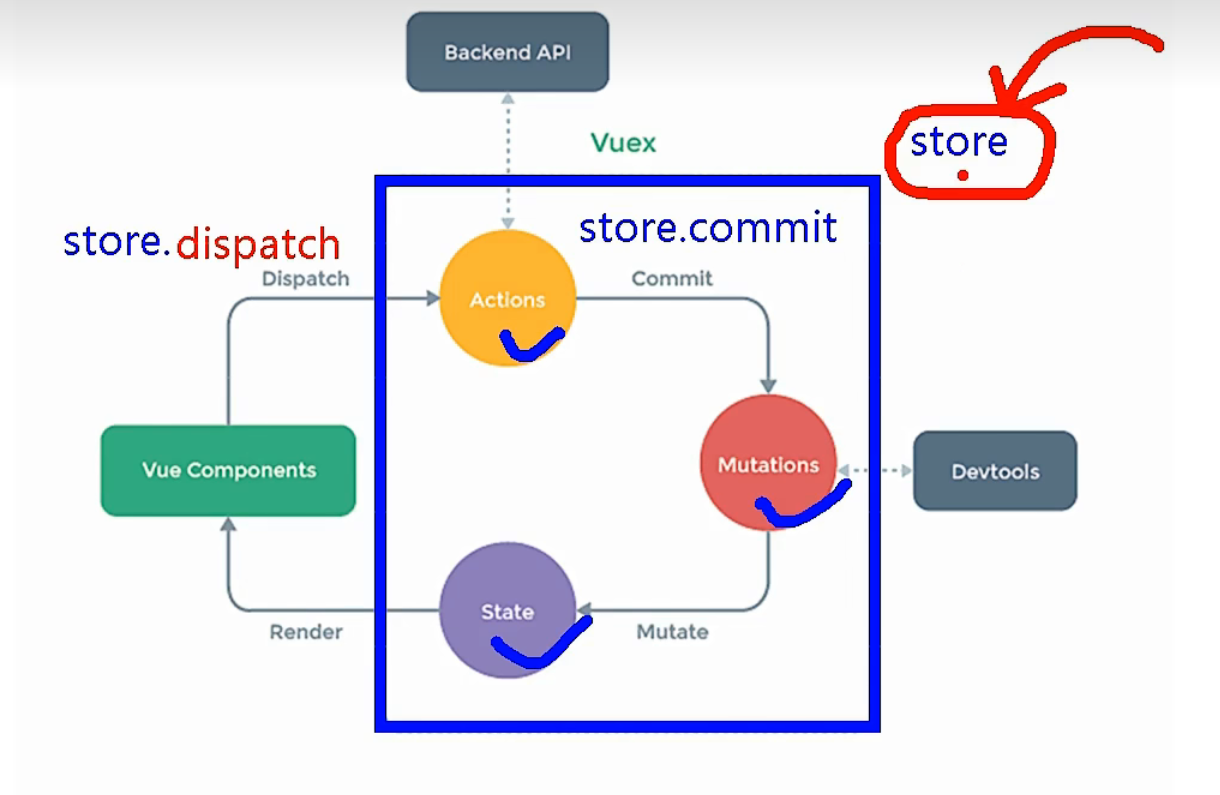 Backend API
Vuex
store
store.dispatch
store.commit
Dispatch
Actions
Commit
Vue Components
Mutations
Devtools
State
Render
Mutate